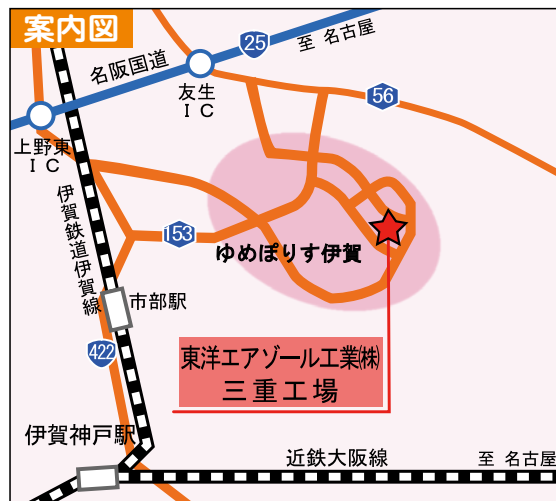 案内図
25
至 名古屋
名阪国道
友生
ＩＣ
56
上野東
ＩＣ
伊賀鉄道伊賀線
153
ゆめぽりす伊賀
市部駅
422
東洋エアゾール工業㈱
三重工場
伊賀神戸駅
近鉄大阪線
至 名古屋